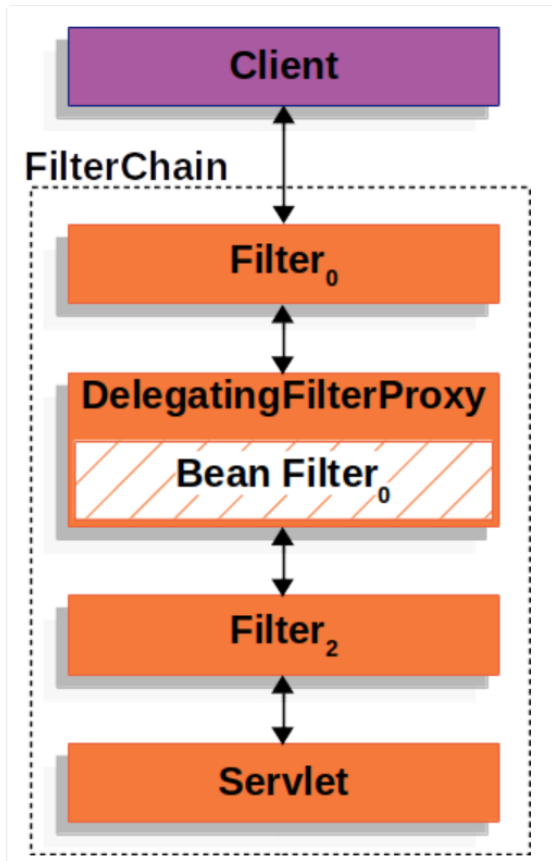 Client
FilterChain
Filter₀
DelegatingFilterProxy
Bean Filter₀
Filter₂
Servlet